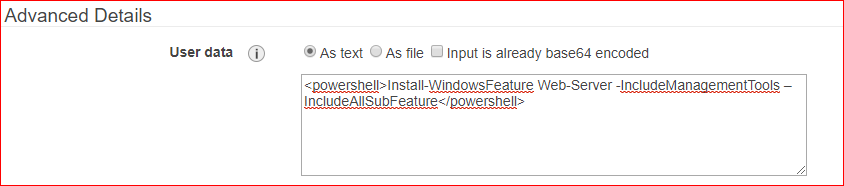 Advanced Details
User data As text As file Input is already base64 encoded
<powershell>Install-WindowsFeature Web-Server -IncludeManagementTools –
IncludeAllSubFeature</powershell>